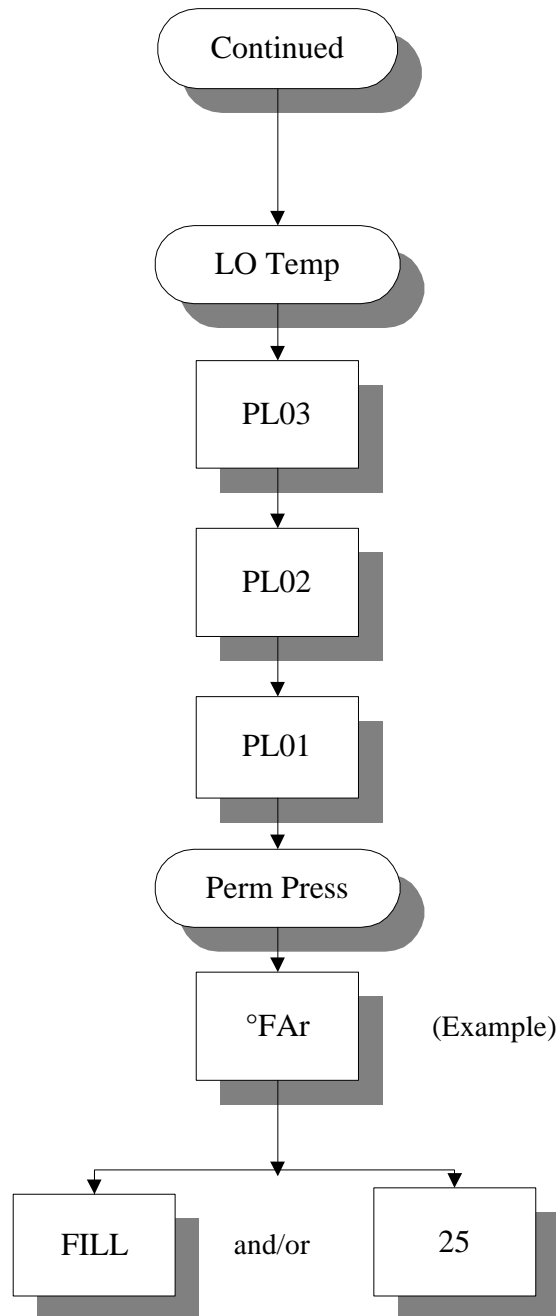 Continued
LO Temp
PL03
PL02
PL01
Perm Press
°FAr
(Example)
FILL
and/or
25